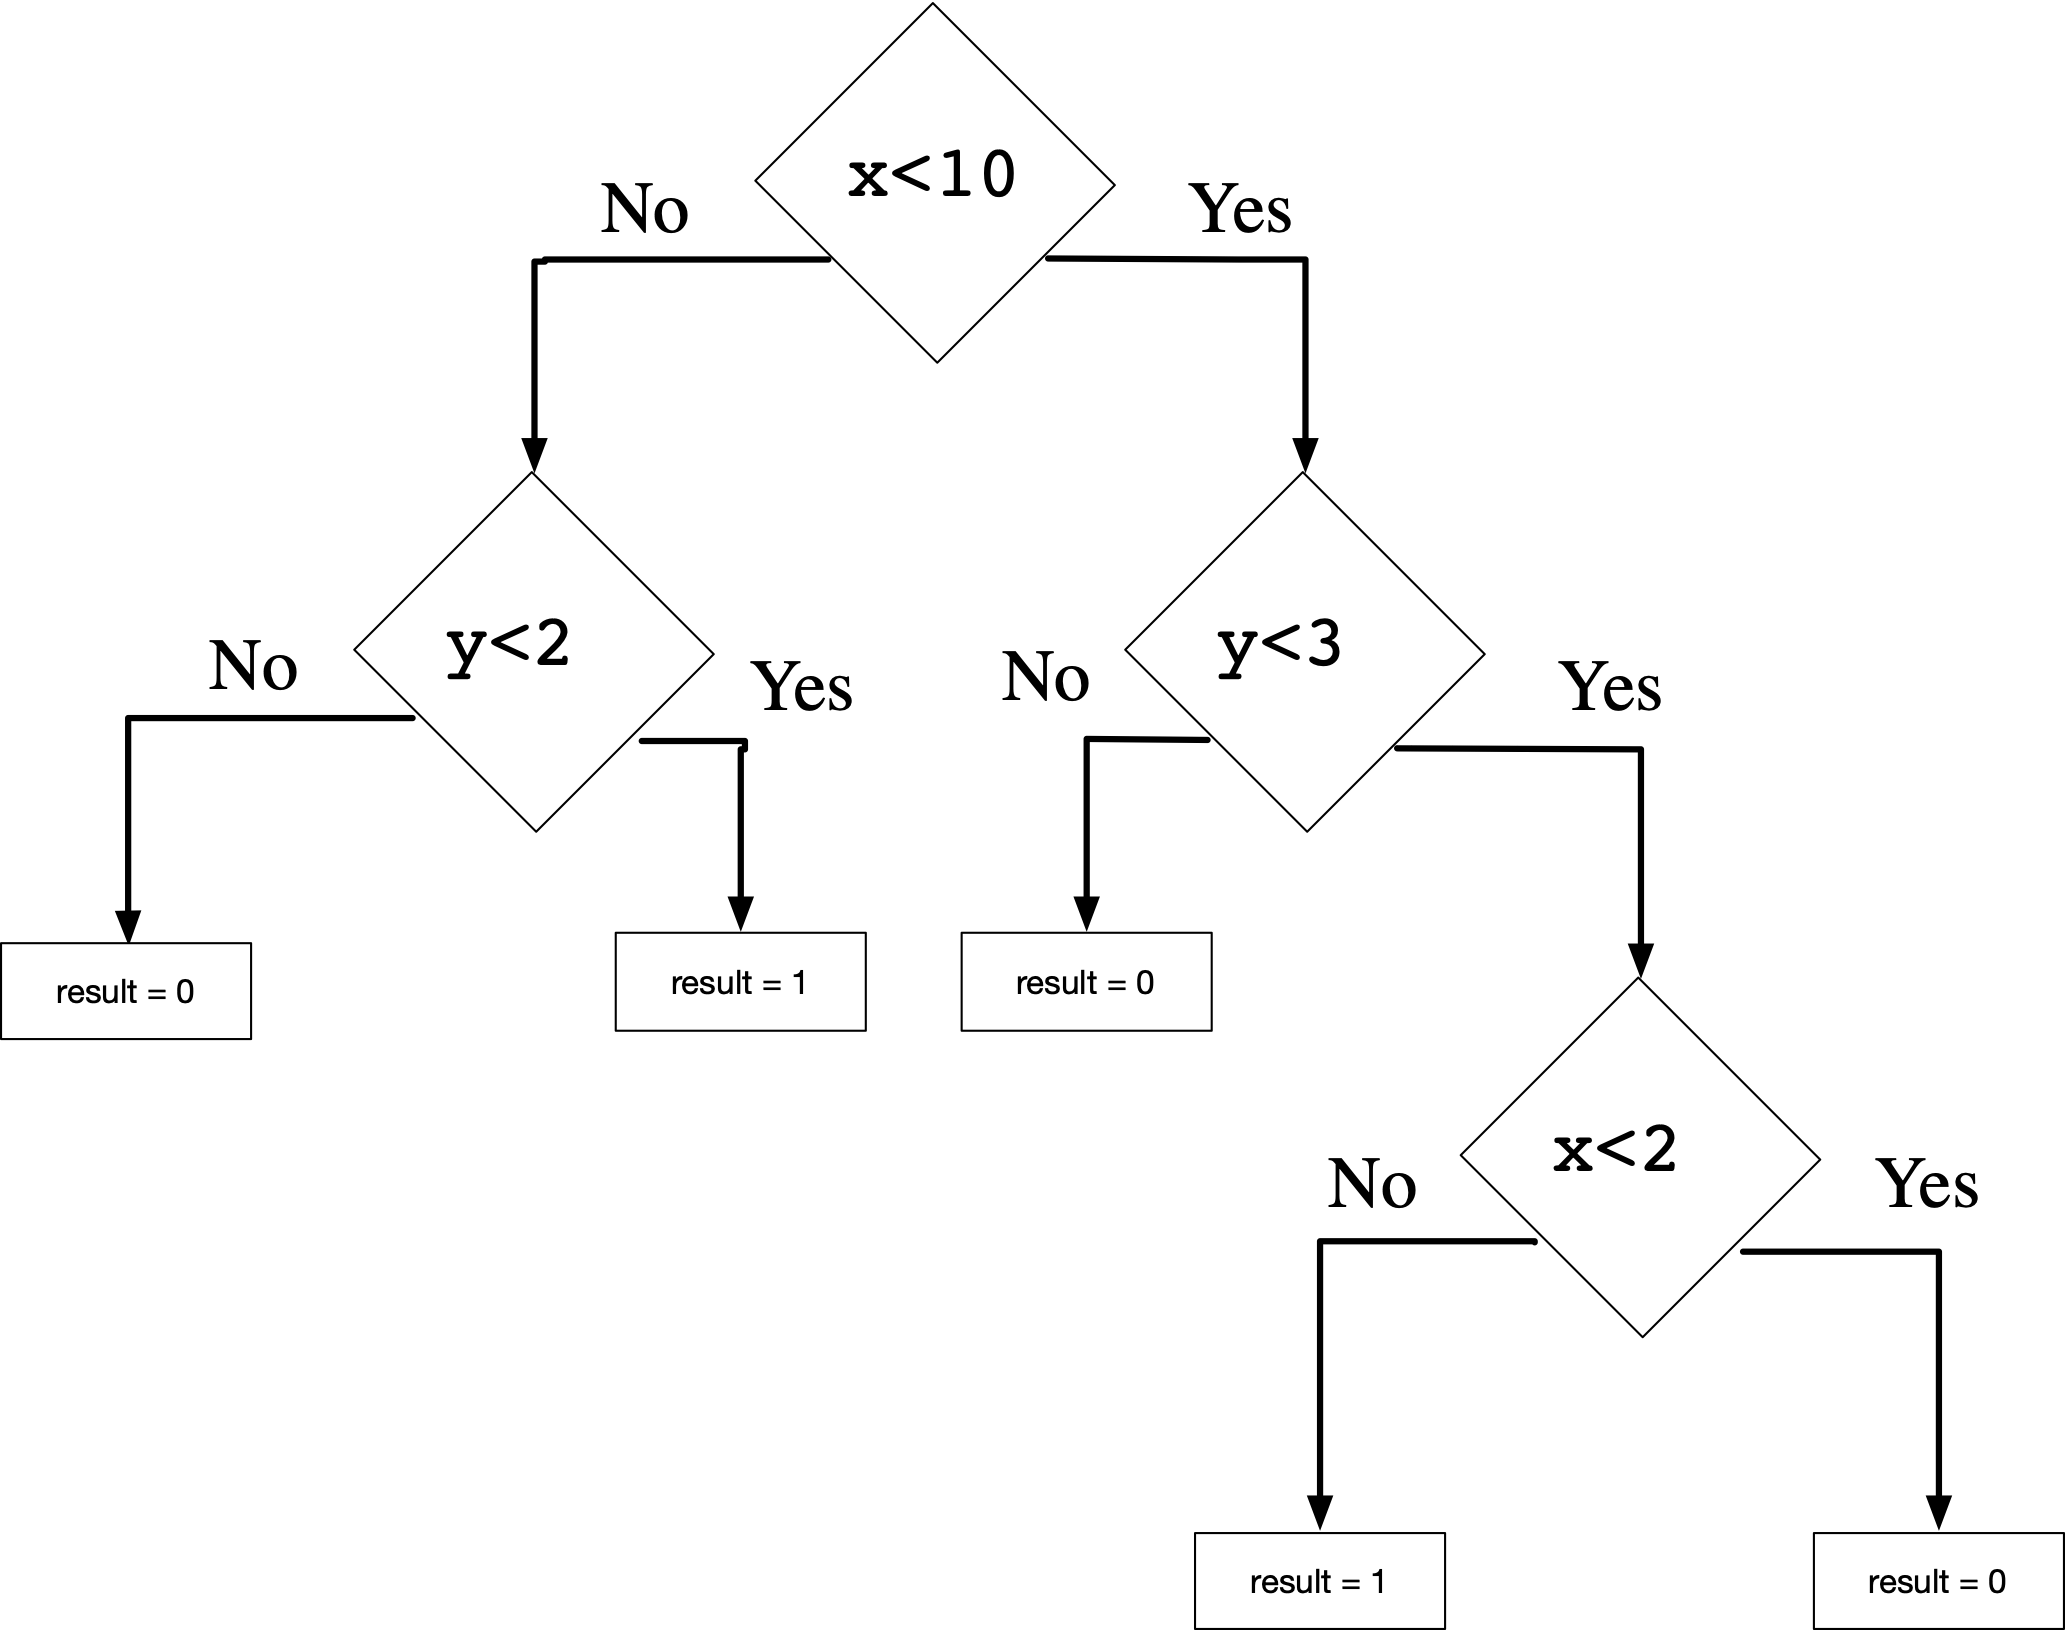 x<10
No
Yes
y<2
y<3
No
Yes
No
Yes
result = 0
result = 1
result = 0
x<2
No
Yes
result = 1
result = 0